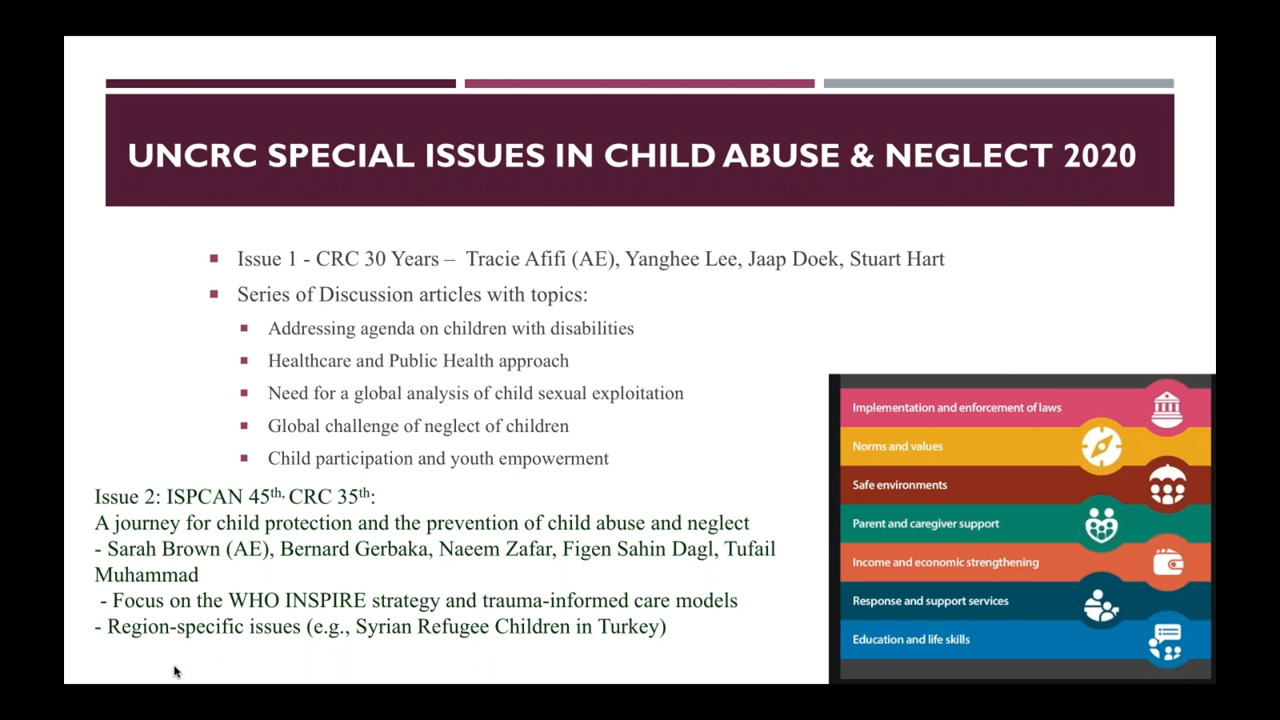 UNCRC SPECIAL ISSUES IN CHILD ABUSE & NEGLECT 2020
Issue 1 - CRC 30 Years – Tracie Afifi (AE), Yanghee Lee, Jaap Doek, Stuart Hart
Series of Discussion articles with topics:
Addressing agenda on children with disabilities
Healthcare and Public Health approach
Need for a global analysis of child sexual exploitation
Global challenge of neglect of children
Child participation and youth empowerment
Issue 2: ISPCAN 45th, CRC 35th:
A journey for child protection and the prevention of child abuse and neglect
- Sarah Brown (AE), Bernard Gerbaka, Naeem Zafar, Figen Sahin Dagl, Tufail
Muhammad
- Focus on the WHO INSPIRE strategy and trauma-informed care models
- Region-specific issues (e.g., Syrian Refugee Children in Turkey)
Implementation and enforcement of laws
Norms and values
Safe environments
Parent and caregiver support
Income and economic strengthening
Response and support services
Education and life skills